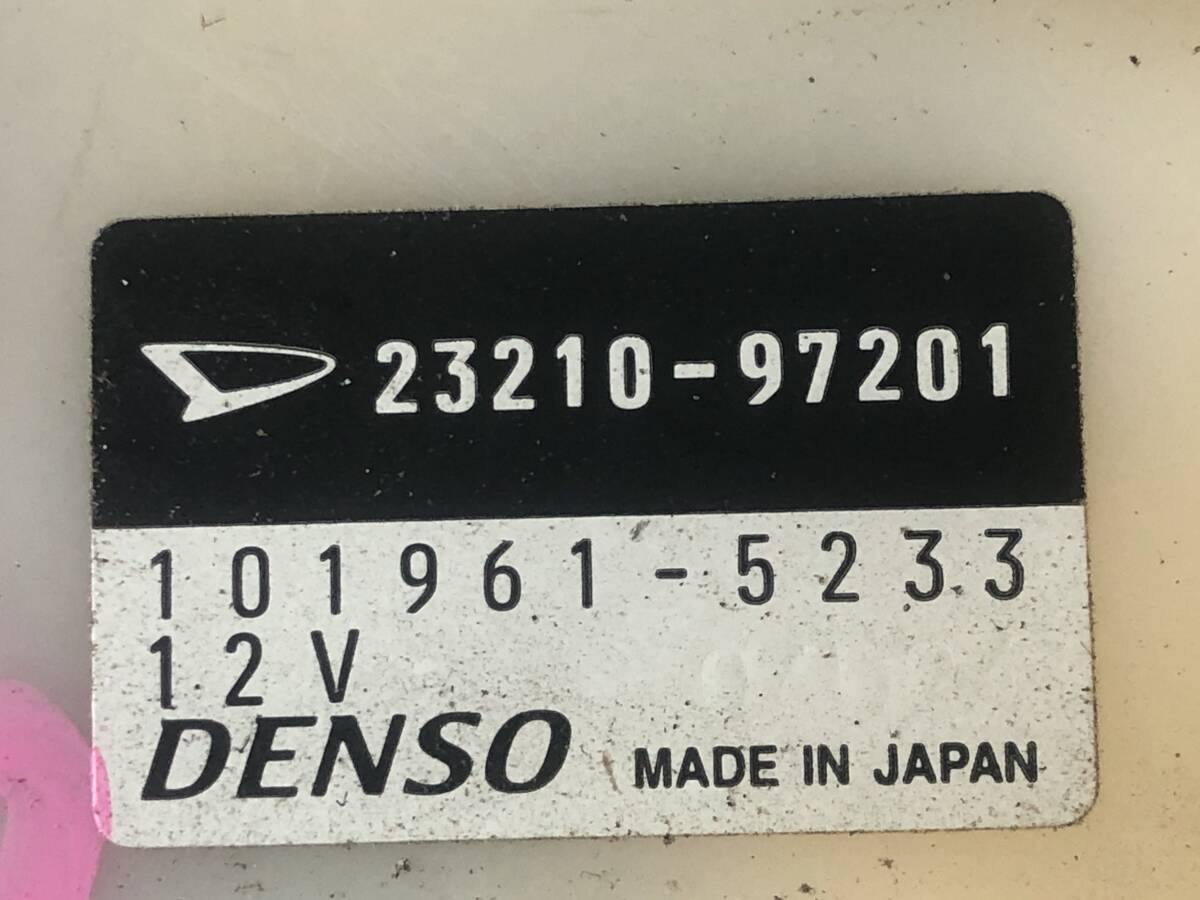 23210-97201
101961-5233
12V
DENSO MADE IN JAPAN